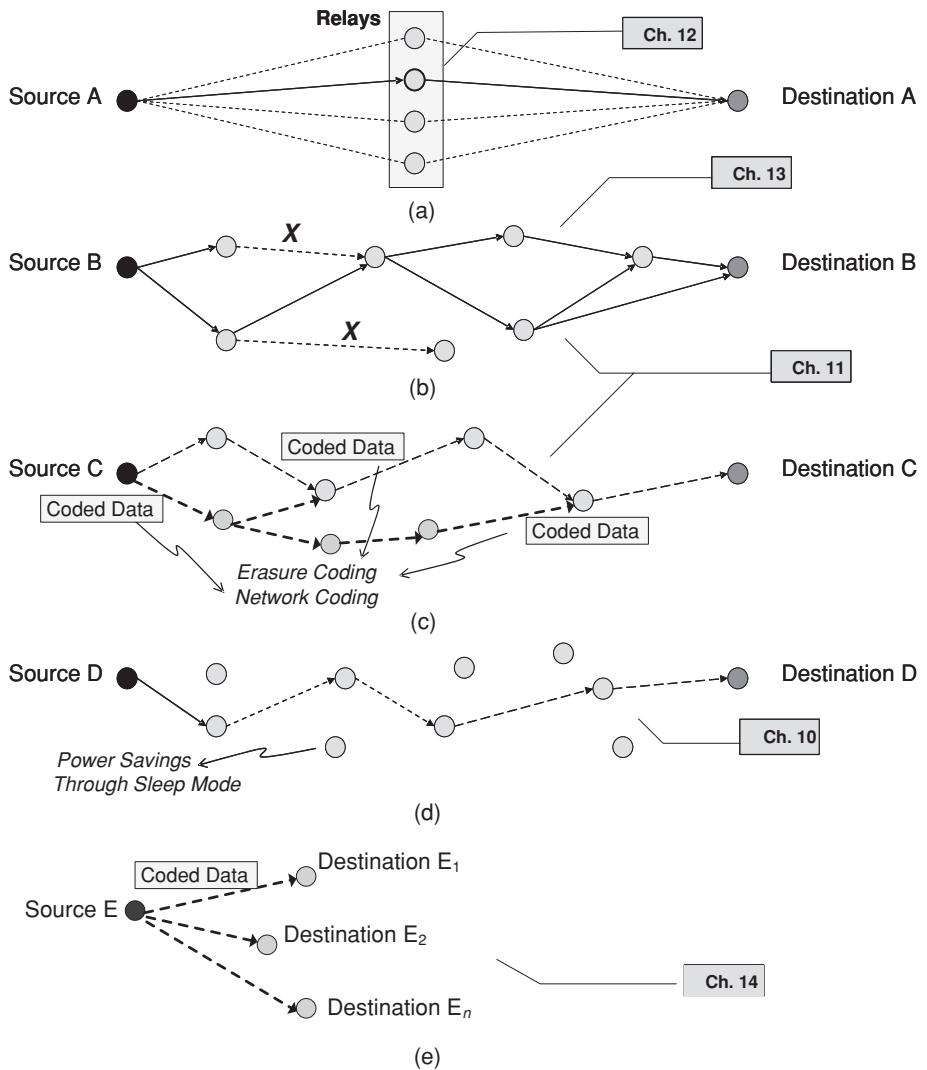 Relays
Ch. 12
Source A
Destination A
(a)
Ch. 13
X
Source B
Destination B
X
Ch. 11
(b)
Coded Data
Source C
Destination C
Coded Data
Coded Data
Erasure Coding
Network Coding
(c)
Source D
Destination D
Ch. 10
Power Savings
Through Sleep Mode
(d)
Destination E1
Coded Data
Source E
Destination E2
Ch. 14
Destination En
(e)